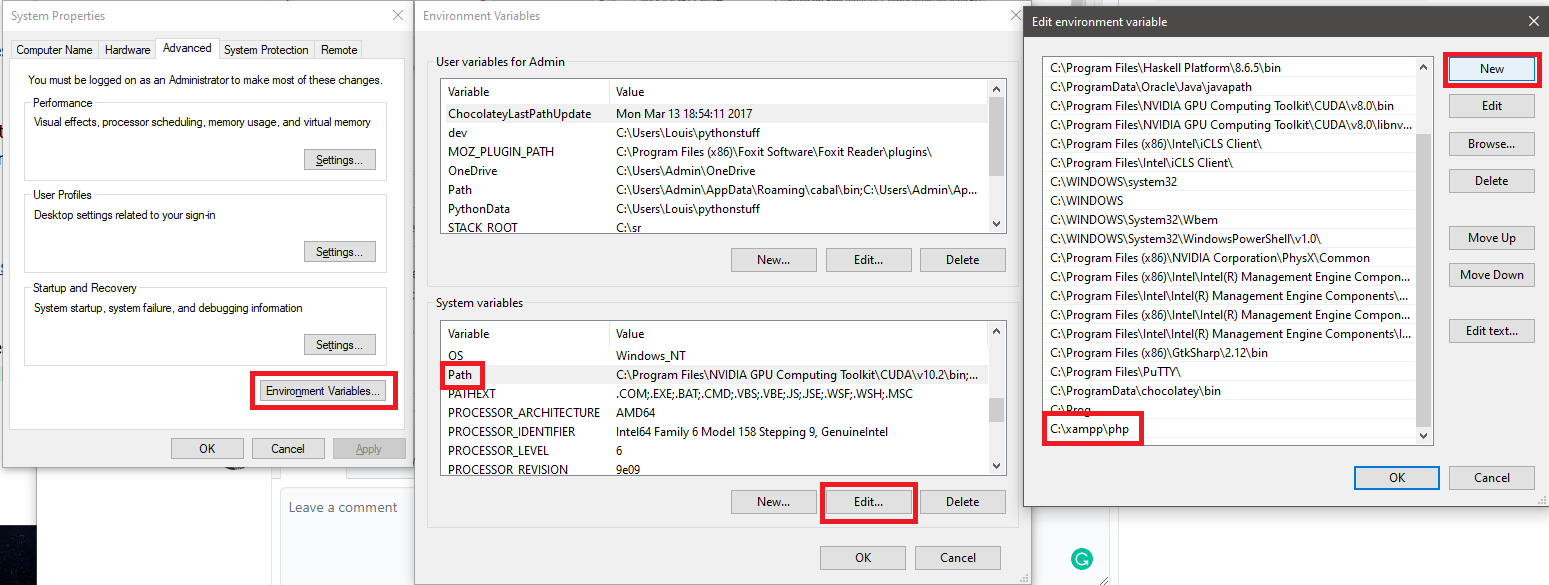 System Properties
Computer Name Hardware Advanced System Protection Remote
You must be logged on as an Administrator to make most of these changes.
Performance
Visual effects, processor scheduling, memory usage, and virtual memory
Settings...
User Profiles
Desktop settings related to your sign-in
Settings...
Startup and Recovery
System startup, system failure, and debugging information
Settings...
Environment Variables...
OK Cancel Apply
Leave a comment
Environment Variables
User variables for Admin
Variable Value
ChocolateyLastPathUpdate Mon Mar 13 18:54:11 2017
dev C:\Users\Louis\pythonstuff
MOZ_PLUGIN_PATH C:\Program Files (x86)\Foxit Software\Foxit Reader\plugins\
OneDrive C:\Users\Admin\OneDrive
Path C:\Users\Admin\AppData\Roaming\cabal\bin;C:\Users\Admin\Ap...
PythonData C:\Users\Louis\pythonstuff
STACK_ROOT C:\sr
New... Edit... Delete
System variables
Variable Value
OS Windows_NT
Path C:\Program Files\NVIDIA GPU Computing Toolkit\CUDA\v10.2\bin;...
PATHEXT .COM;.EXE;.BAT;.CMD;.VBS;.VBE;.JS;.JSE;.WSF;.WSH;.MSC
PROCESSOR_ARCHITECTURE AMD64
PROCESSOR_IDENTIFIER Intel64 Family 6 Model 158 Stepping 9, GenuineIntel
PROCESSOR_LEVEL 6
PROCESSOR_REVISION 9e09
New... Edit... Delete
OK Cancel
Edit environment variable
C:\Program Files\Haskell Platform\8.6.5\bin
C:\ProgramData\Oracle\Java\javapath
C:\Program Files\NVIDIA GPU Computing Toolkit\CUDA\v8.0\bin
C:\Program Files\NVIDIA GPU Computing Toolkit\CUDA\v8.0\libnv...
C:\Program Files (x86)\Intel\iCLS Client\
C:\Program Files\Intel\iCLS Client\
C:\WINDOWS\system32
C:\WINDOWS
C:\WINDOWS\System32\Wbem
C:\WINDOWS\System32\WindowsPowerShell\v1.0\
C:\Program Files (x86)\NVIDIA Corporation\PhysX\Common
C:\Program Files (x86)\Intel\Intel(R) Management Engine Compon...
C:\Program Files\Intel\Intel(R) Management Engine Components\...
C:\Program Files (x86)\Intel\Intel(R) Management Engine Compon...
C:\Program Files\Intel\Intel(R) Management Engine Components\I...
C:\Program Files (x86)\GtkSharp\2.12\bin
C:\Program Files\PuTTY\
C:\ProgramData\chocolatey\bin
C:\Prog
C:\xampp\php
New
Edit
Browse...
Delete
Move Up
Move Down
Edit text...
OK Cancel